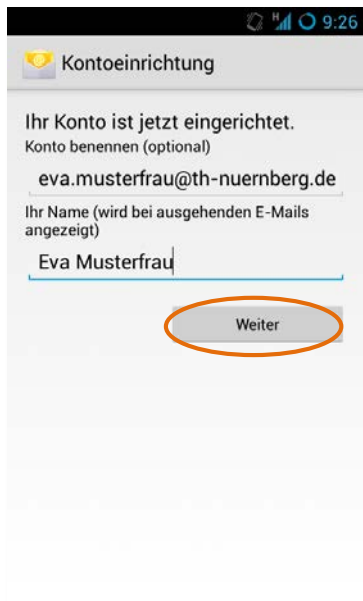 H 9:26
Kontoeinrichtung
Ihr Konto ist jetzt eingerichtet.
Konto benennen (optional)
eva.musterfrau@th-nuernberg.de
Ihr Name (wird bei ausgehenden E-Mails
angezeigt)
Eva Musterfrau
Weiter